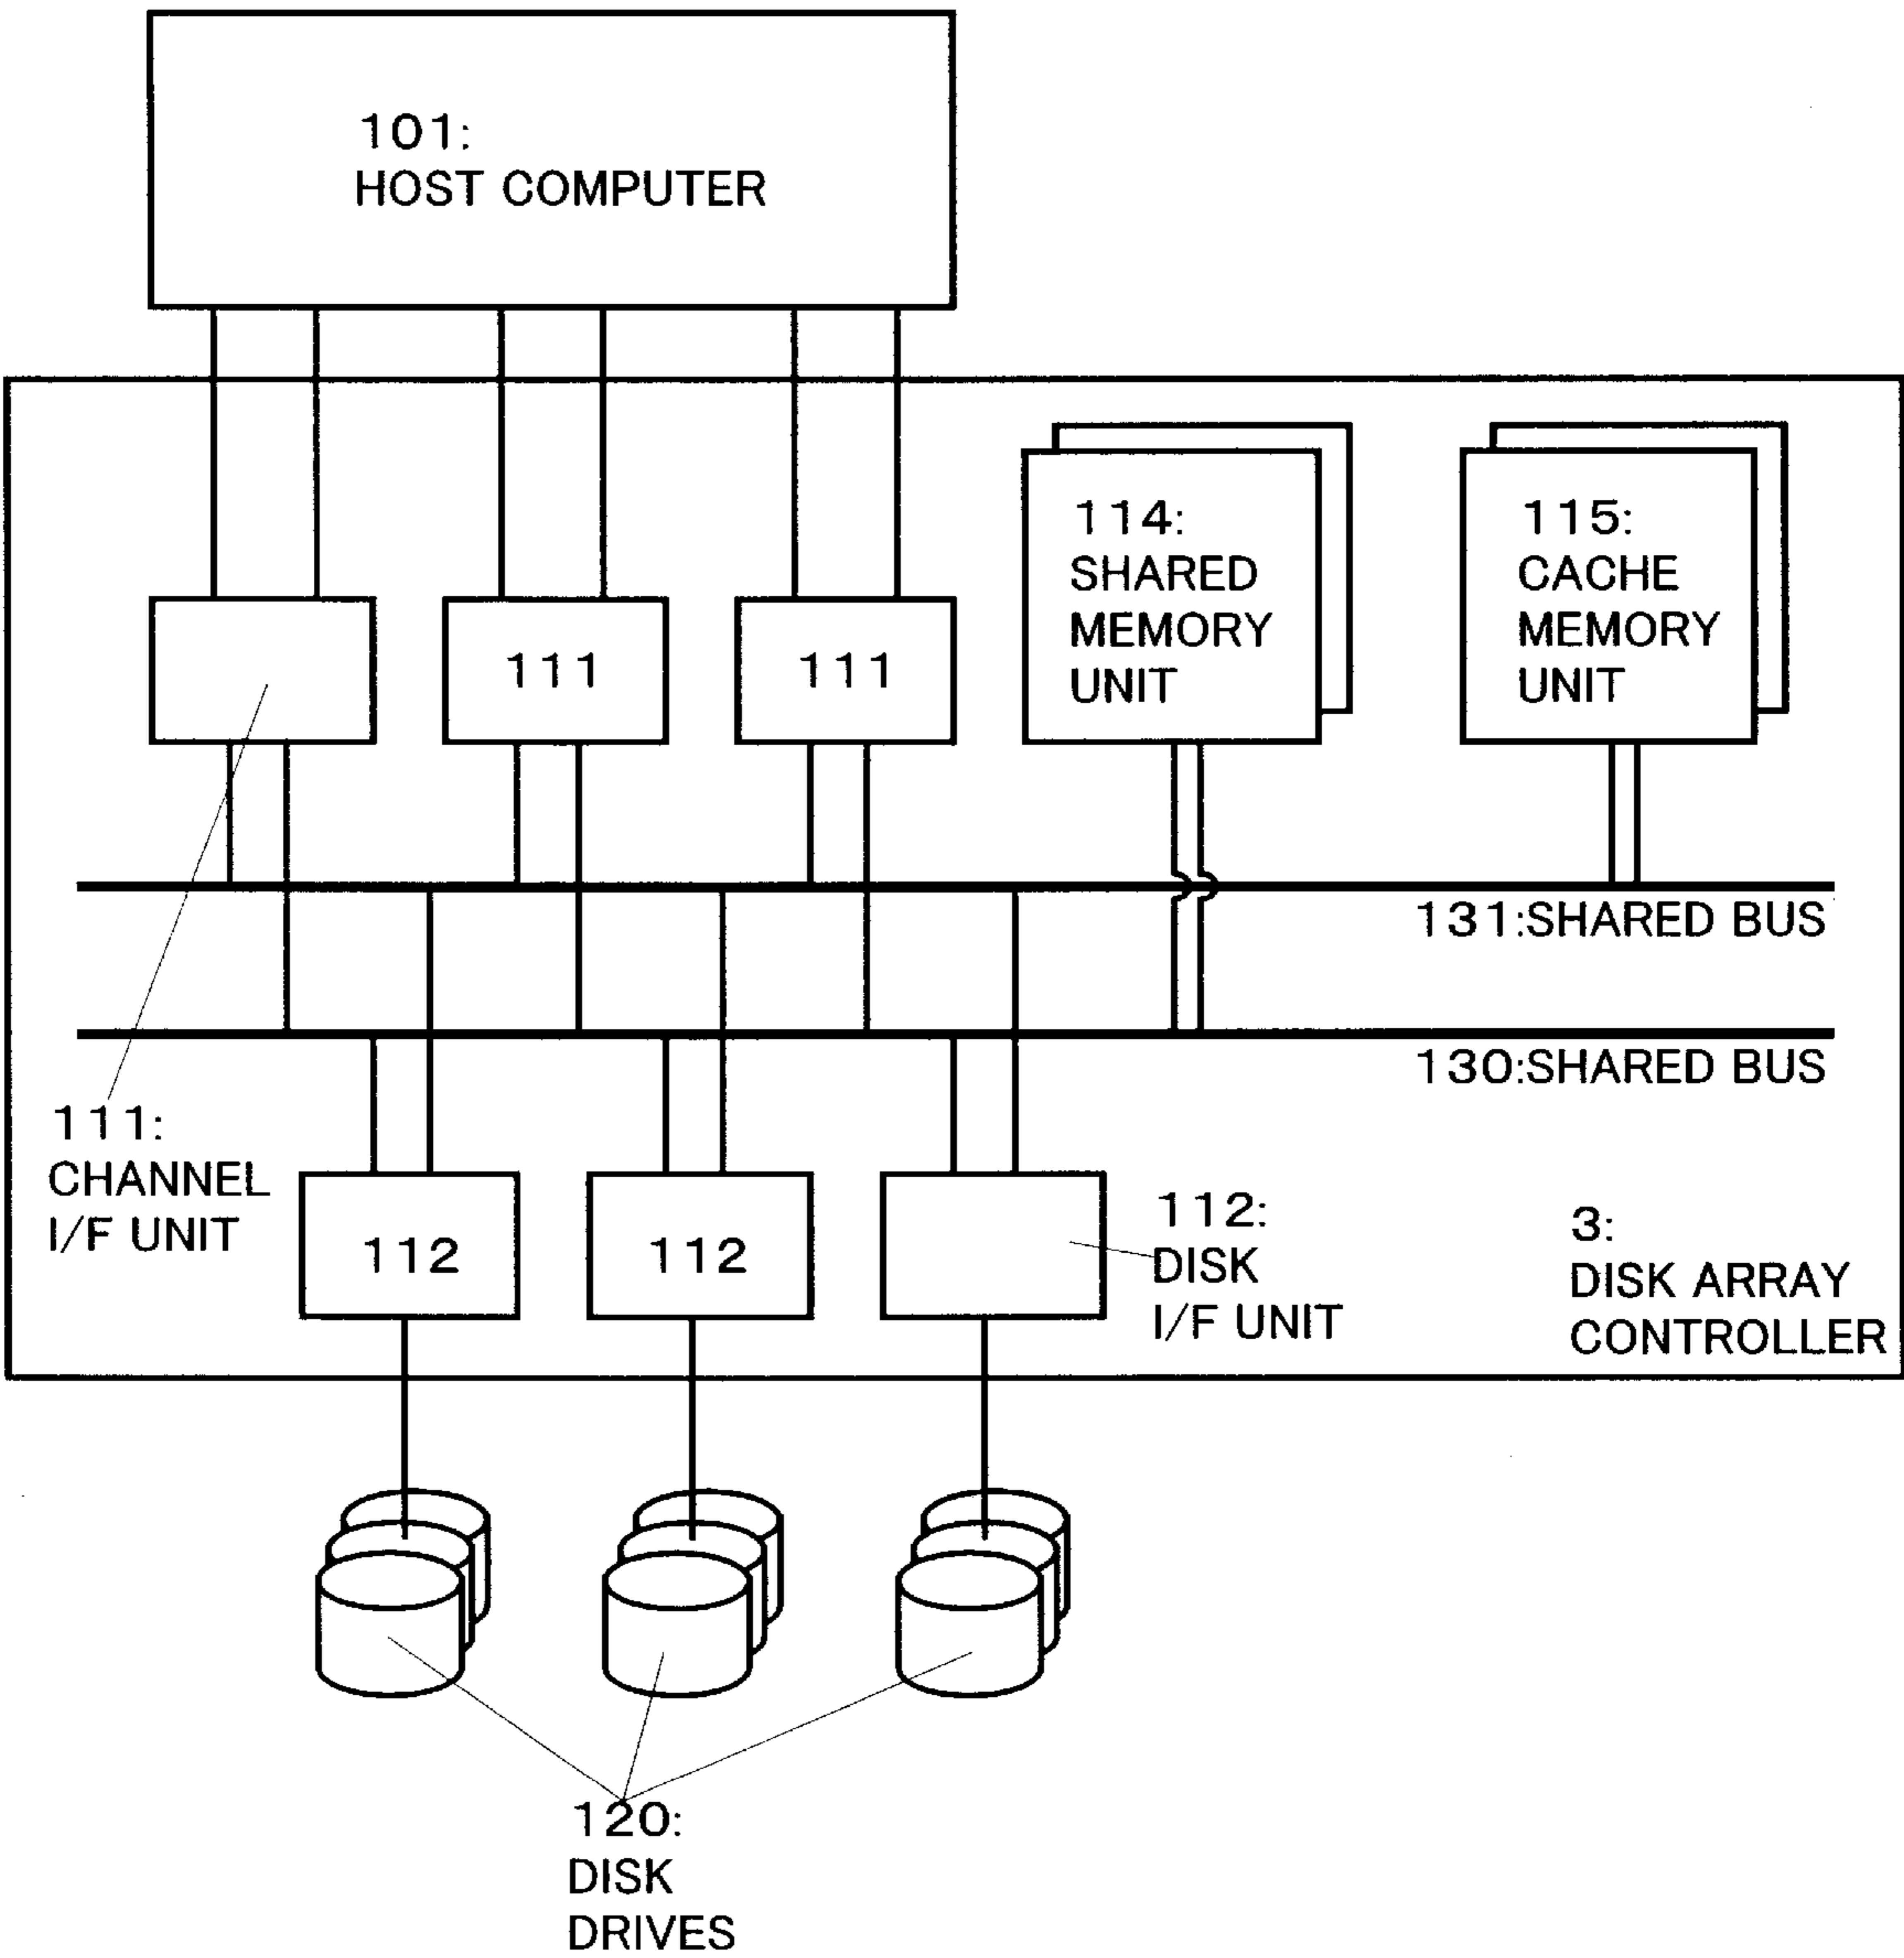 101:
HOST COMPUTER
114:
SHARED
MEMORY
UNIT
115:
CACHE
MEMORY
UNIT
111
111
131:SHARED BUS
130:SHARED BUS
111:
CHANNEL
I/F UNIT
112
112
112:
DISK
I/F UNIT
3:
DISK ARRAY
CONTROLLER
120:
DISK
DRIVES